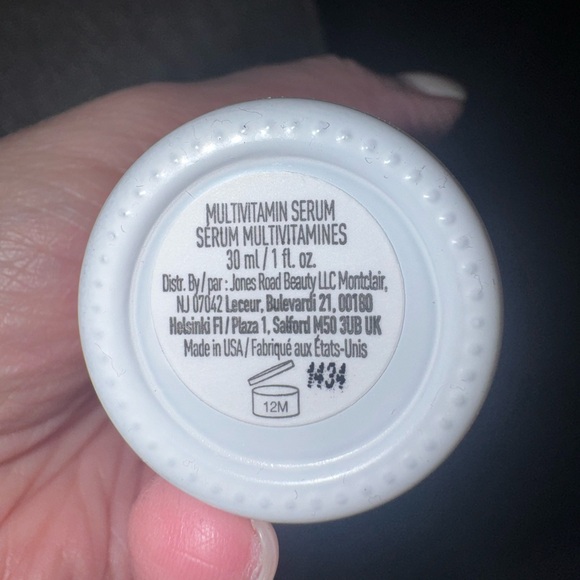 MULTIVITAMIN SERUM
SÉRUM MULTIVITAMINES
30 ml / 1 fl. oz.
Distr. By / par : Jones Road Beauty LLC Montclair,
NJ 07042 Leceur, Bulevardi 21, 00180
Helsinki FI / Plaza 1, Salford M50 3UB UK
Made in USA / Fabriqué aux États-Unis
1434
12M